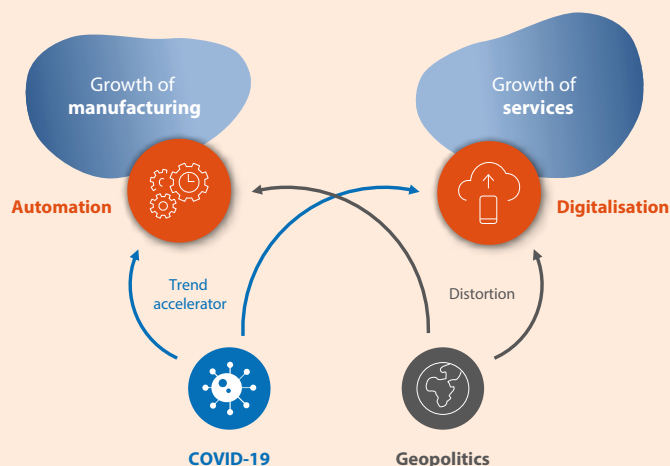 Growth of
manufacturing
Growth of
services
Automation
Digitalisation
Trend
accelerator
Distortion
COVID-19
Geopolitics